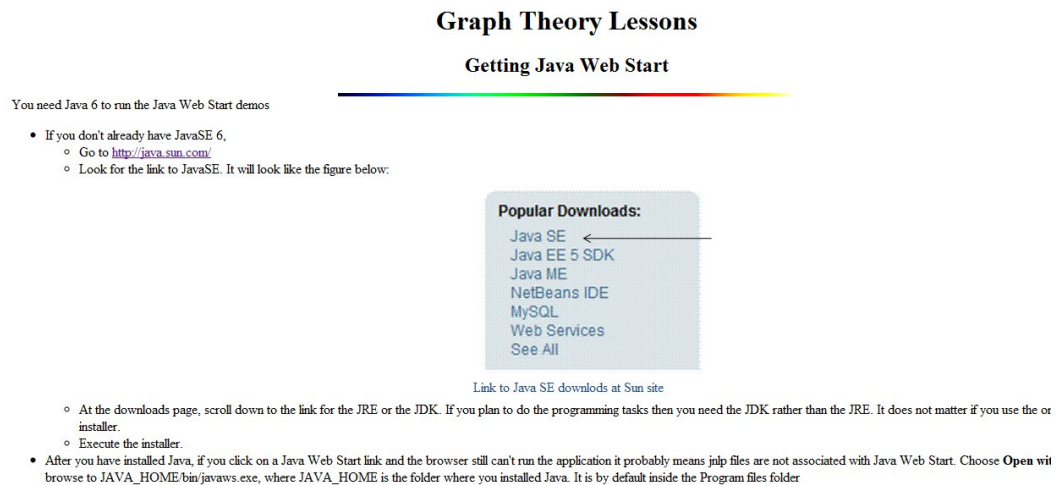 Graph Theory Lessons
Getting Java Web Start
You need Java 6 to run the Java Web Start demos
If you don't already have JavaSE 6,
Go to http://java.sun.com/
Look for the link to JavaSE. It will look like the figure below:
Popular Downloads:
Java SE
Java EE 5 SDK
Java ME
NetBeans IDE
MySQL
Web Services
See All
Link to Java SE downlods at Sun site
At the downloads page, scroll down to the link for the JRE or the JDK. If you plan to do the programming tasks then you need the JDK rather than the JRE. It does not matter if you use the
installer.
Execute the installer.
After you have installed Java, if you click on a Java Web Start link and the browser still can't run the application it probably means jnlp files are not associated with Java Web Start. Choose Open
browse to JAVA_HOME/bin/javaws.exe, where JAVA_HOME is the folder where you installed Java. It is by default inside the Program files folder